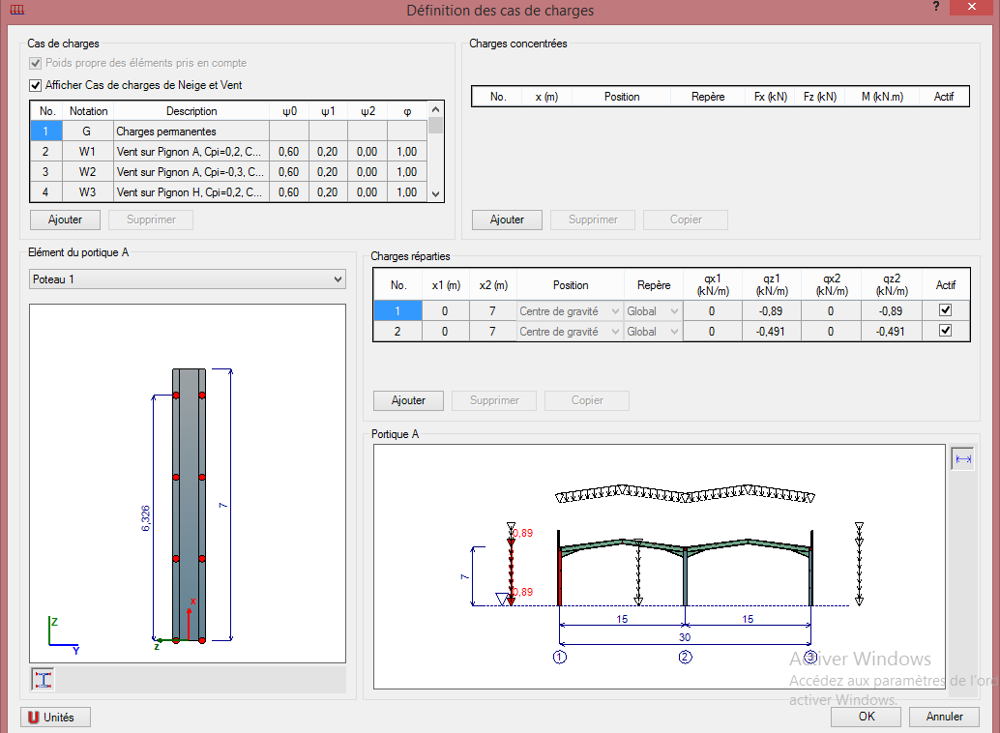 Définition des cas de charges
?
Cas de charges
Poids propre des éléments pris en compte
Afficher Cas de charges de Neige et Vent
No. Notation Description ψ0 ψ1 ψ2 φ
1 G Charges permanentes
2 W1 Vent sur Pignon A, Cpi=0,2, C... 0,60 0,20 0,00 1,00
3 W2 Vent sur Pignon A, Cpi=-0,3, C... 0,60 0,20 0,00 1,00
4 W3 Vent sur Pignon H, Cpi=0,2, C... 0,60 0,20 0,00 1,00
Ajouter Supprimer
Charges concentrées
No. x (m) Position Repère Fx (kN) Fz (kN) M (kN.m) Actif
Ajouter Supprimer Copier
Elément du portique A
Poteau 1
6,326
7
x
z
Z
Y
Charges réparties
No. x1 (m) x2 (m) Position Repère qx1 (kN/m) qz1 (kN/m) qx2 (kN/m) qz2 (kN/m) Actif
1 0 7 Centre de gravité Global 0 -0,89 0 -0,89
2 0 7 Centre de gravité Global 0 -0,491 0 -0,491
Ajouter Supprimer Copier
Portique A
0,89
0,89
7
15 15
30
1 2 3
Activer Windows
Accédez aux paramètres de l'ord
activer Windows.
Unités
OK Annuler